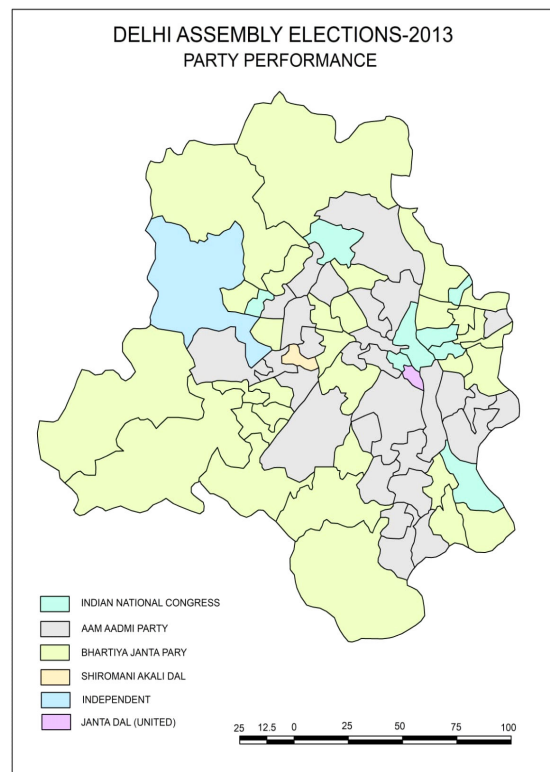 DELHI ASSEMBLY ELECTIONS-2013
PARTY PERFORMANCE
INDIAN NATIONAL CONGRESS
AAM AADMI PARTY
BHARTIYA JANTA PARY
SHIROMANI AKALI DAL
INDEPENDENT
JANTA DAL (UNITED)
25 12.5 0 25 50 75 100